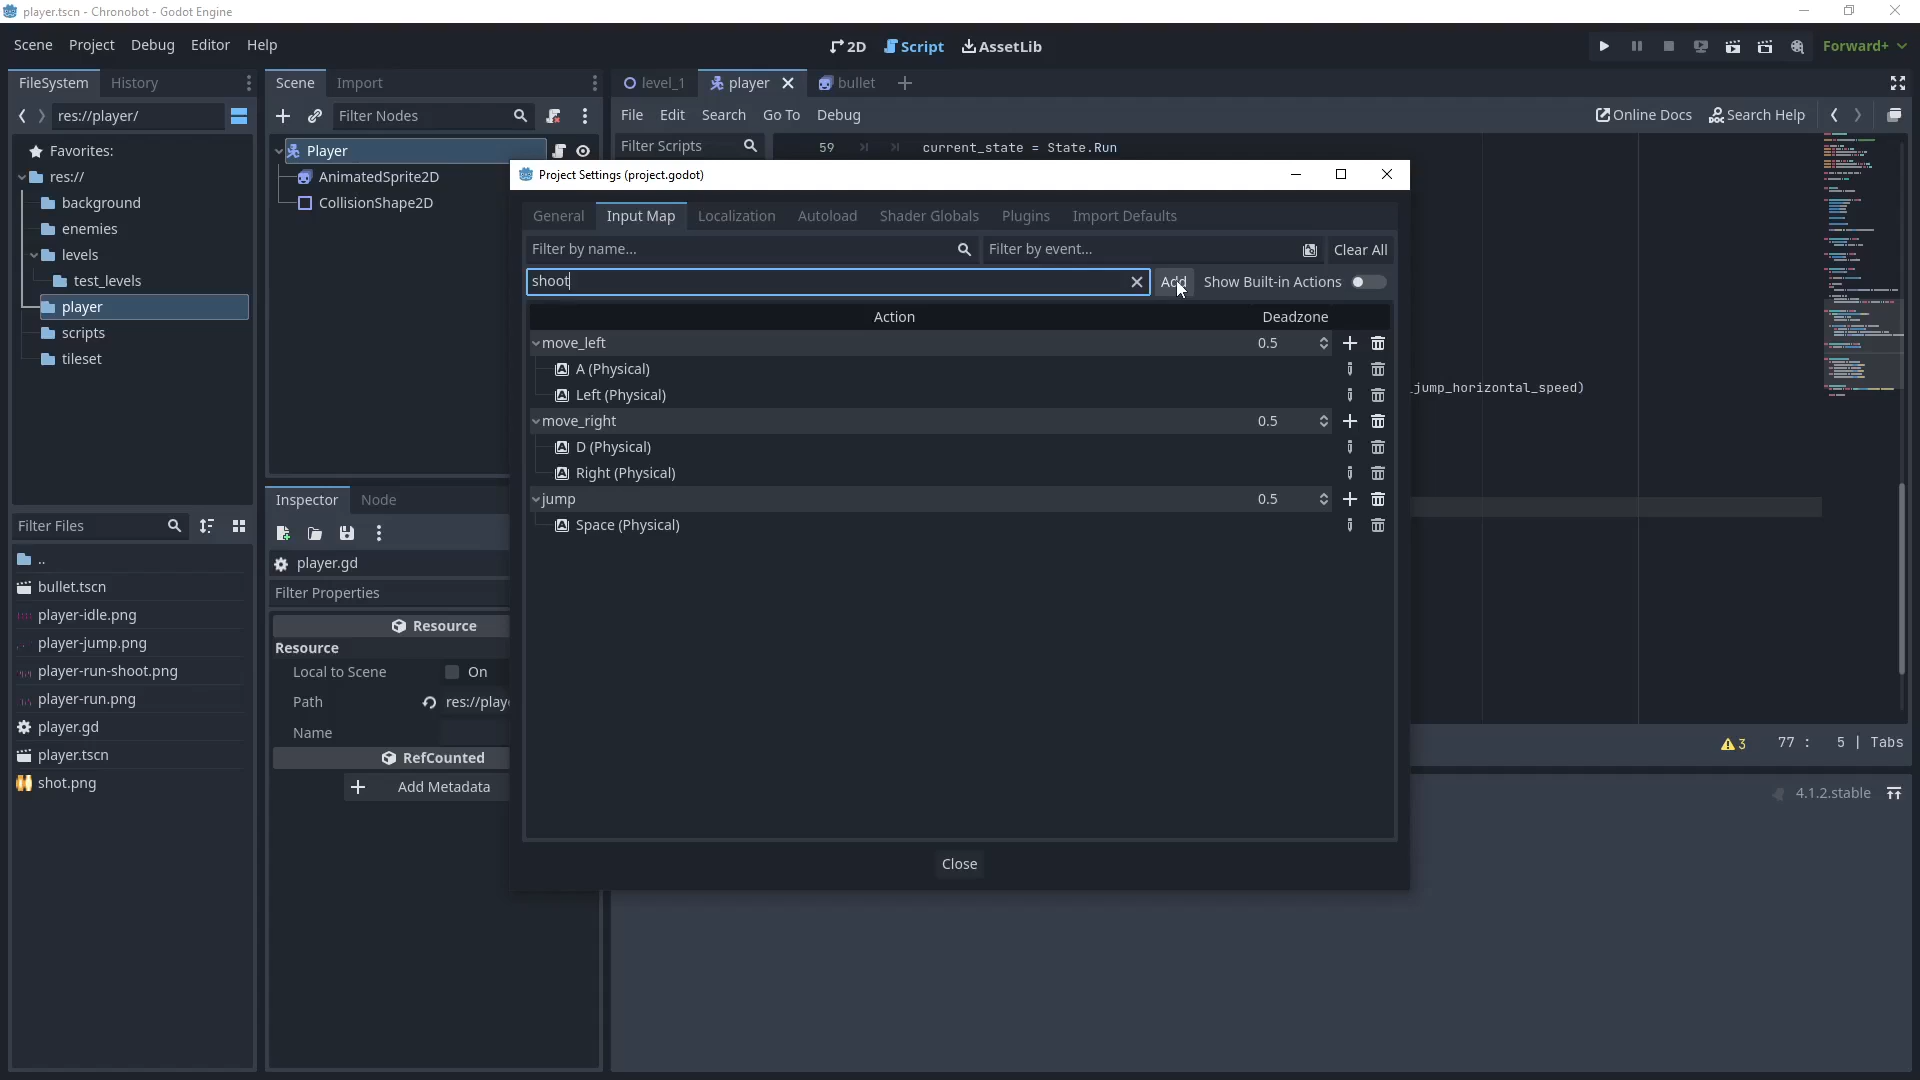 player.tscn - Chronobot - Godot Engine
Scene Project Debug Editor Help
2D Script AssetLib
Forward+
FileSystem History
res://player/
Favorites:
res://
background
enemies
levels
test_levels
player
scripts
tileset
Filter Files
..
bullet.tscn
player-idle.png
player-jump.png
player-run-shoot.png
player-run.png
player.gd
player.tscn
shot.png
Scene Import
Filter Nodes
Player
AnimatedSprite2D
CollisionShape2D
Inspector Node
player.gd
Filter Properties
Resource
Resource
Local to Scene On
Path res://playe
Name
RefCounted
Add Metadata
level_1 player bullet
File Edit Search Go To Debug
Online Docs Search Help
Filter Scripts
59 current_state = State.Run
_jump_horizontal_speed)
3 77 : 5 | Tabs
4.1.2.stable
Project Settings (project.godot)
General Input Map Localization Autoload Shader Globals Plugins Import Defaults
Filter by name... Filter by event... Clear All
shoot Add Show Built-in Actions
Action Deadzone
move_left 0.5
A (Physical)
Left (Physical)
move_right 0.5
D (Physical)
Right (Physical)
jump 0.5
Space (Physical)
Close